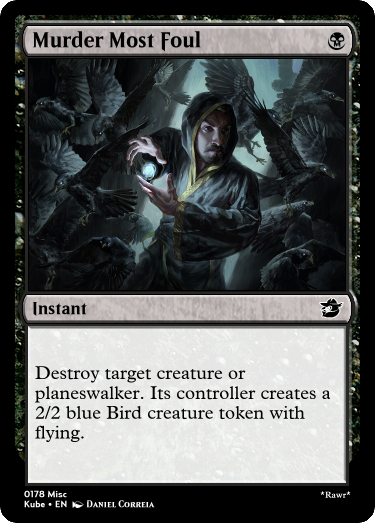 Murder Most Foul
Instant
Destroy target creature or
planeswalker. Its controller creates a
2/2 blue Bird creature token with
flying.
0178 Misc
Kube • EN Daniel Correia
*Rawr*